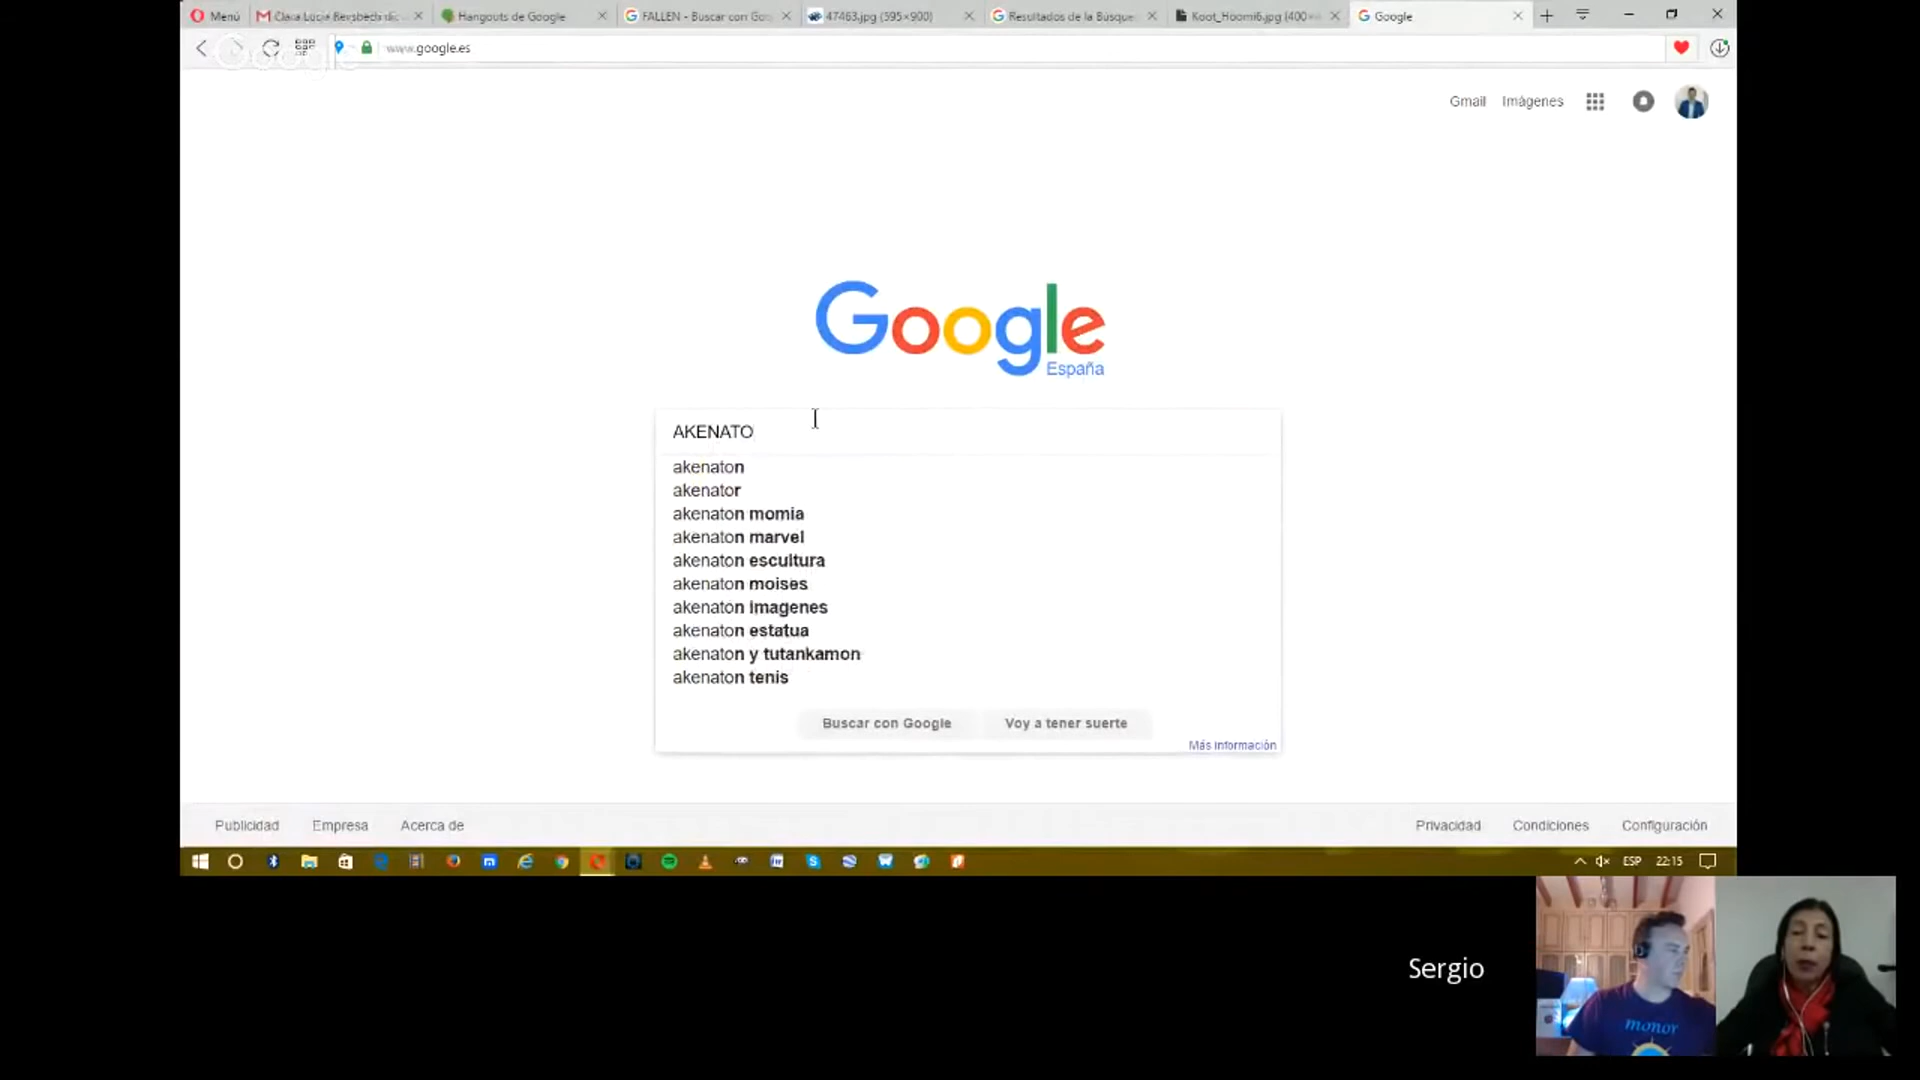 Menú
Hangouts de Google
FALLEN - Buscar con Goo
47463.jpg (595×900)
Resultados de la Búsque
Koot_Hoomi6.jpg (400×
Google
www.google.es
Google
Gmail
Imágenes
Google
España
AKENATO
akenaton
akenator
akenaton momia
akenaton marvel
akenaton escultura
akenaton moises
akenaton imagenes
akenaton estatua
akenaton y tutankamon
akenaton tenis
Buscar con Google
Voy a tener suerte
Más información
Publicidad
Empresa
Acerca de
Privacidad
Condiciones
Configuración
ESP
22:15
Sergio
monor